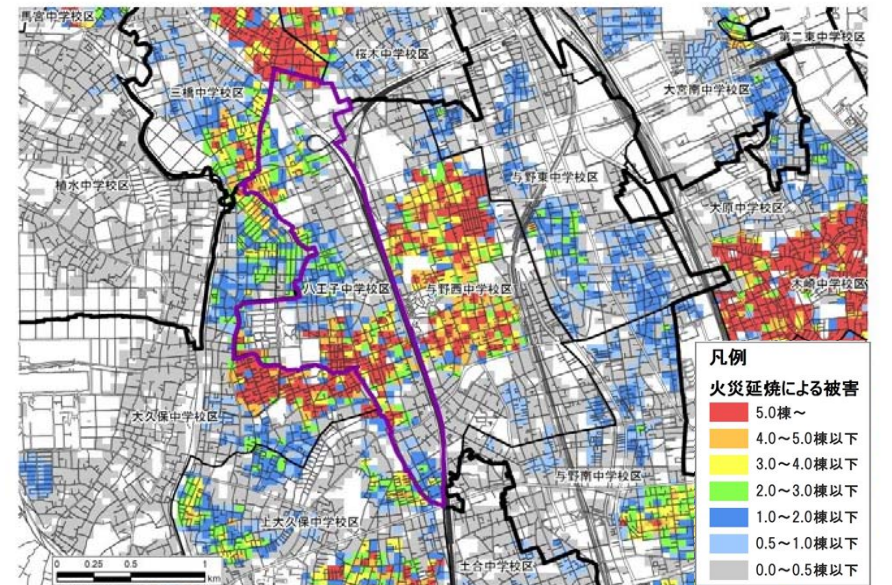 馬宮中学校区
桜木中学校区
第二東中学校区
三橋中学校区
大宮南中学校区
植水中学校区
与野東中学校区
大原中学校区
八王子中学校区
与野西中学校区
木崎中学校区
大久保中学校区
与野南中学校区
上大久保中学校区
土合中学校区
凡例
火災延焼による被害
5.0棟～
4.0～5.0棟以下
3.0～4.0棟以下
2.0～3.0棟以下
1.0～2.0棟以下
0.5～1.0棟以下
0.0～0.5棟以下
0 0.25 0.5 1
km